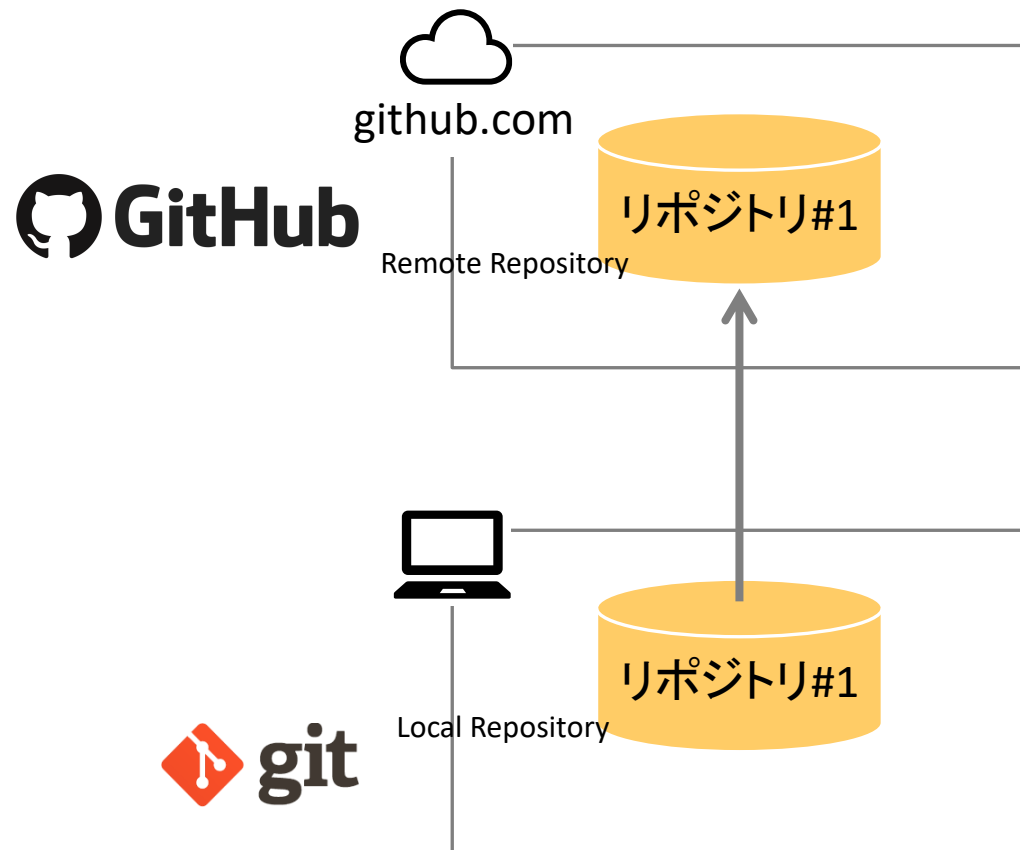 github.com
リポジトリ#1
GitHub
Remote Repository
リポジトリ#1
Local Repository
git